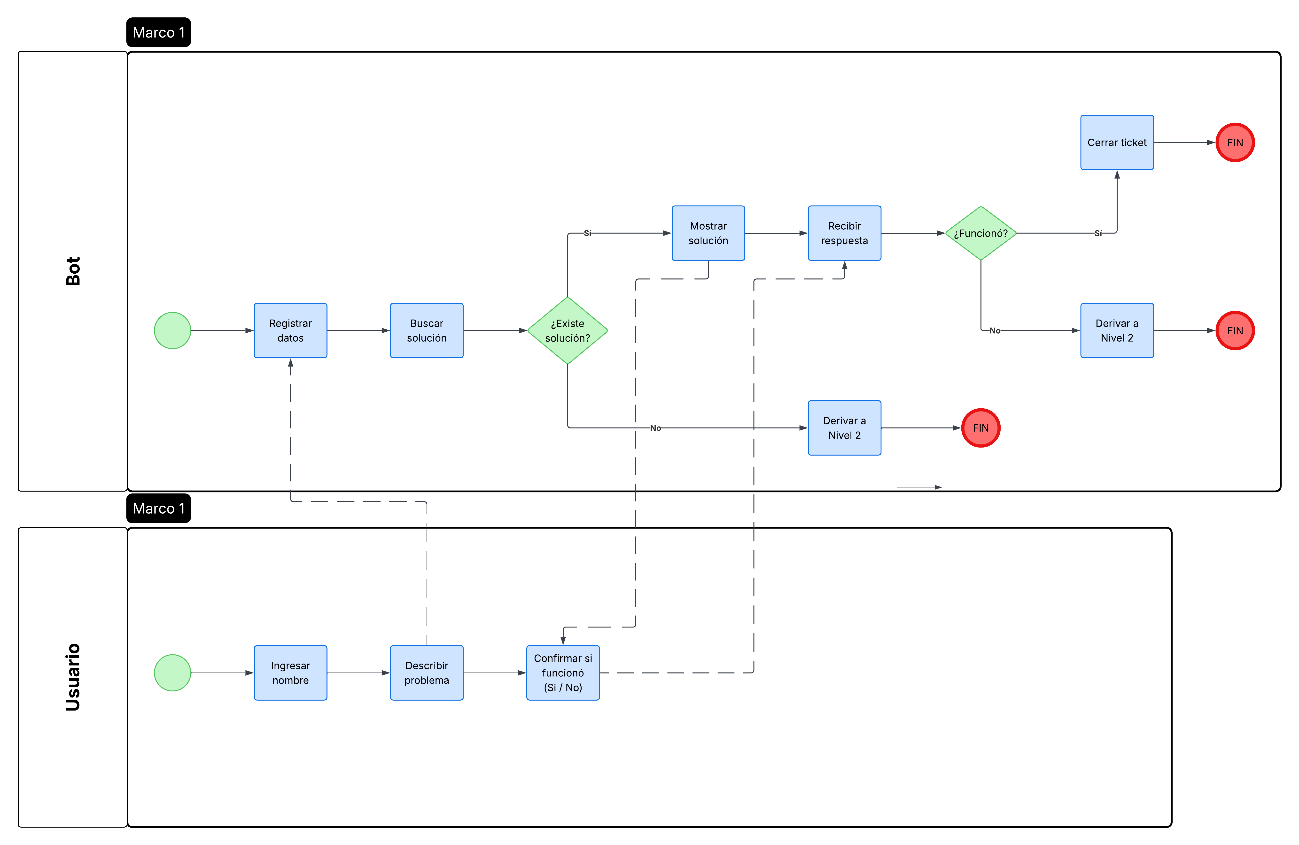 Marco 1
Bot
Registrar
datos
Buscar
solución
¿Existe
solución?
Si
Mostrar
solución
Recibir
respuesta
¿Funcionó?
Sí
Cerrar ticket
FIN
No
Derivar a
Nivel 2
FIN
No
Derivar a
Nivel 2
FIN
Marco 1
Usuario
Ingresar
nombre
Describir
problema
Confirmar si
funcionó
(Si / No)